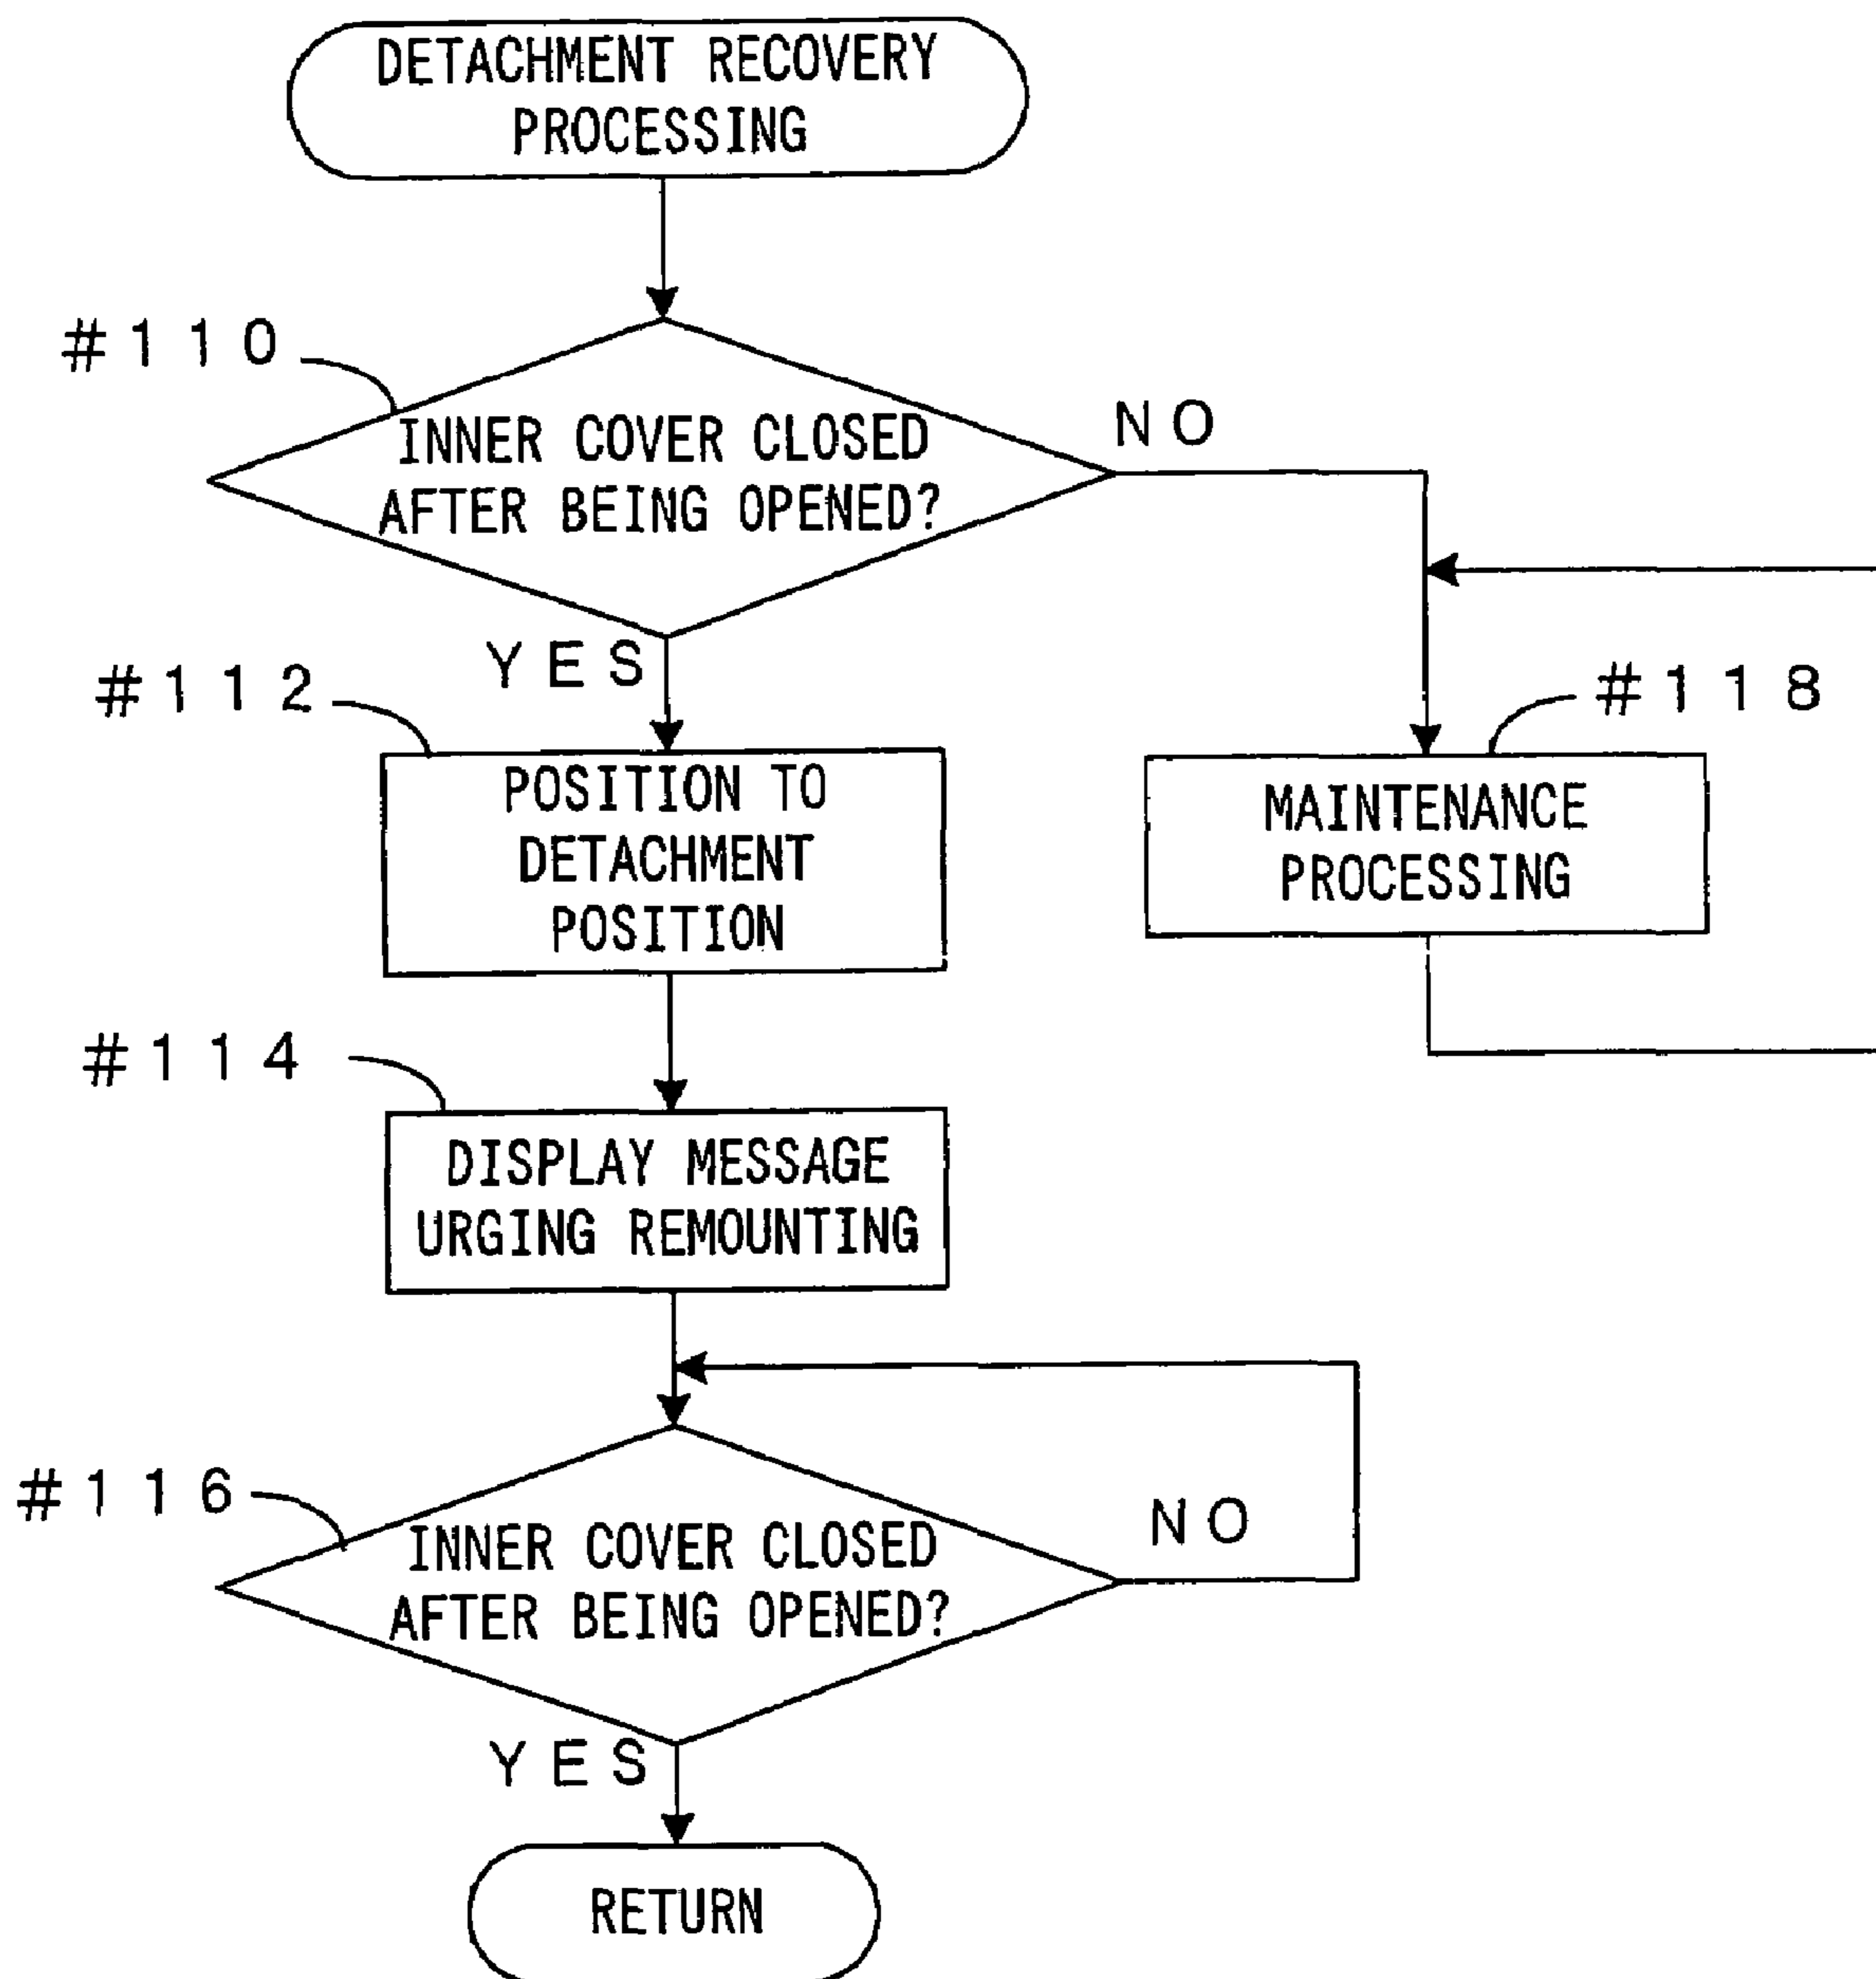 DETACHMENT RECOVERY
PROCESSING
#110
INNER COVER CLOSED
AFTER BEING OPENED?
NO
YES
#112
POSITION TO
DETACHMENT
POSITION
#118
MAINTENANCE
PROCESSING
#114
DISPLAY MESSAGE
URGING REMOUNTING
#116
INNER COVER CLOSED
AFTER BEING OPENED?
NO
YES
RETURN